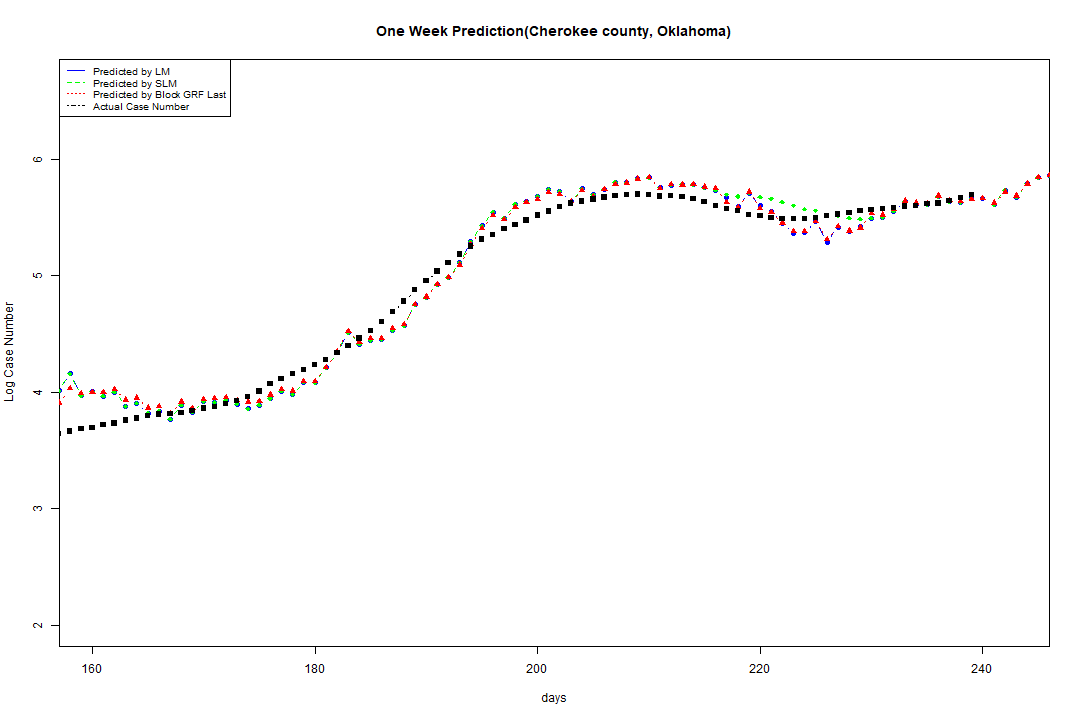 One Week Prediction(Cherokee county, Oklahoma)
Predicted by LM
Predicted by SLM
Predicted by Block GRF Last
Actual Case Number
6
5
4
3
2
Log Case Number
160 180 200 220 240
days